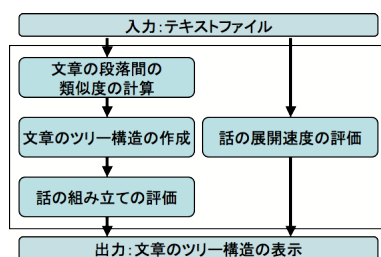 入力:テキストファイル
文章の段落間の
類似度の計算
文章のツリー構造の作成
話の展開速度の評価
話の組み立ての評価
出力:文章のツリー構造の表示